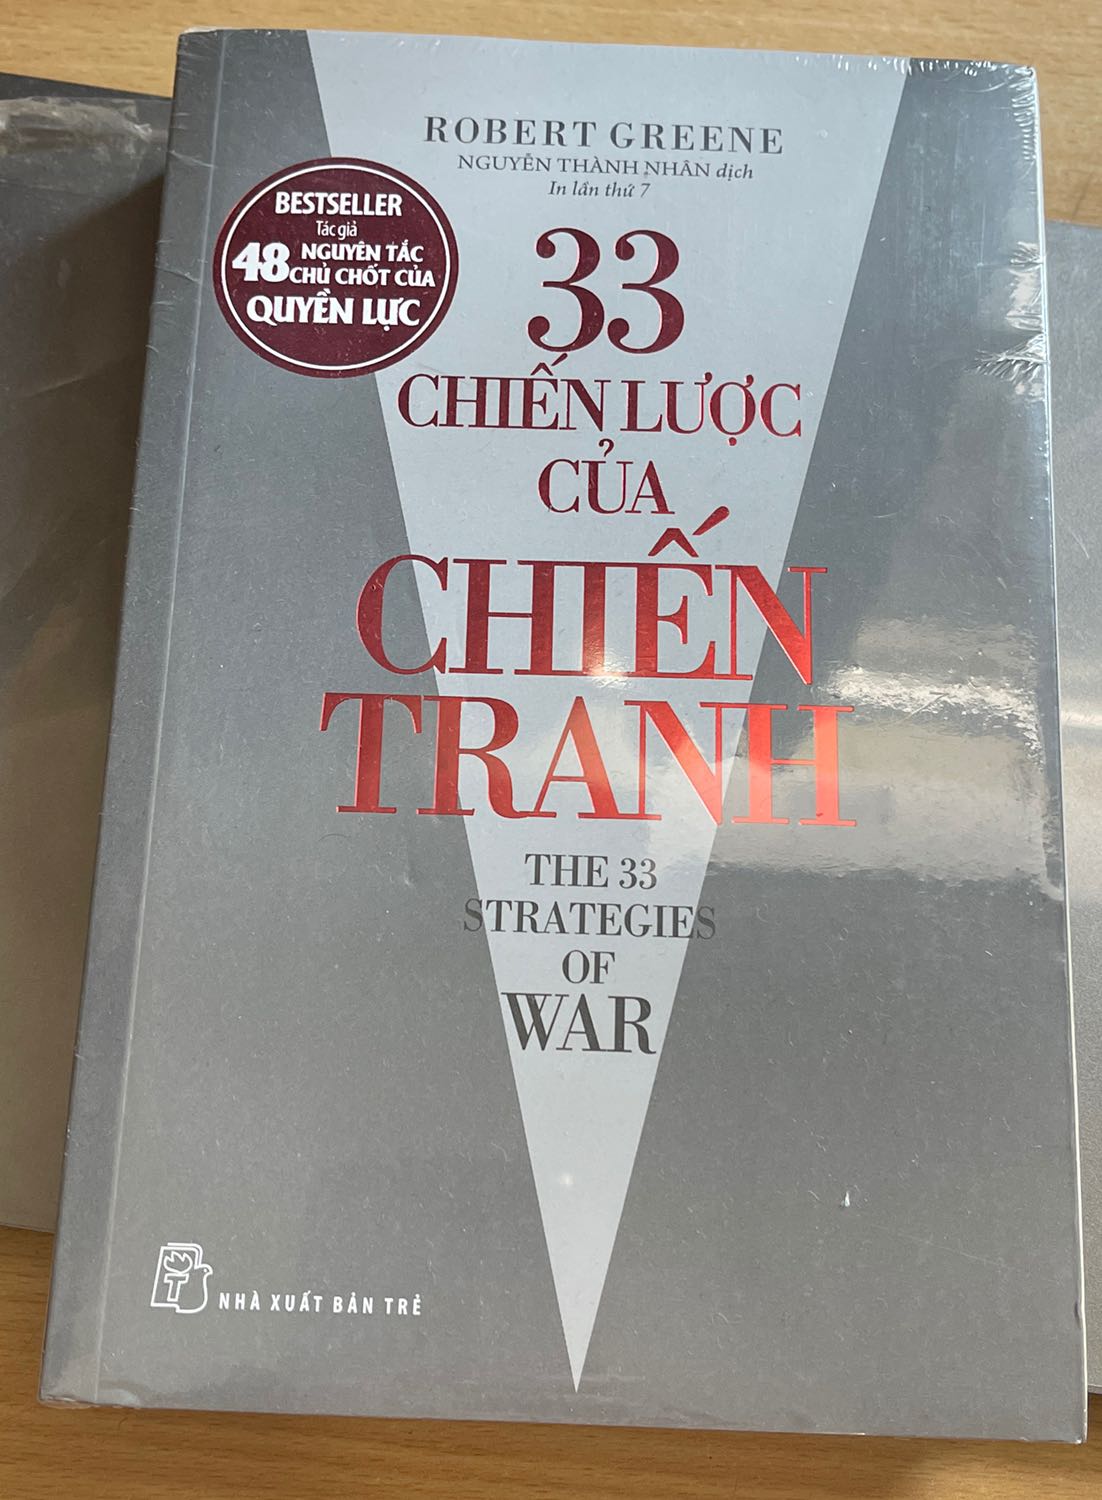 ROBERT GREENE
NGUYỄN THÀNH NHÂN dịch
In lần thứ 7
BESTSELLER
Tác giả
48 NGUYÊN TẮC
CHỦ CHỐT CỦA
QUYỀN LỰC
33
CHIẾN LƯỢC
CỦA
CHIẾN
TRANH
THE 33
STRATEGIES
OF
WAR
T
NHÀ XUẤT BẢN TRẺ